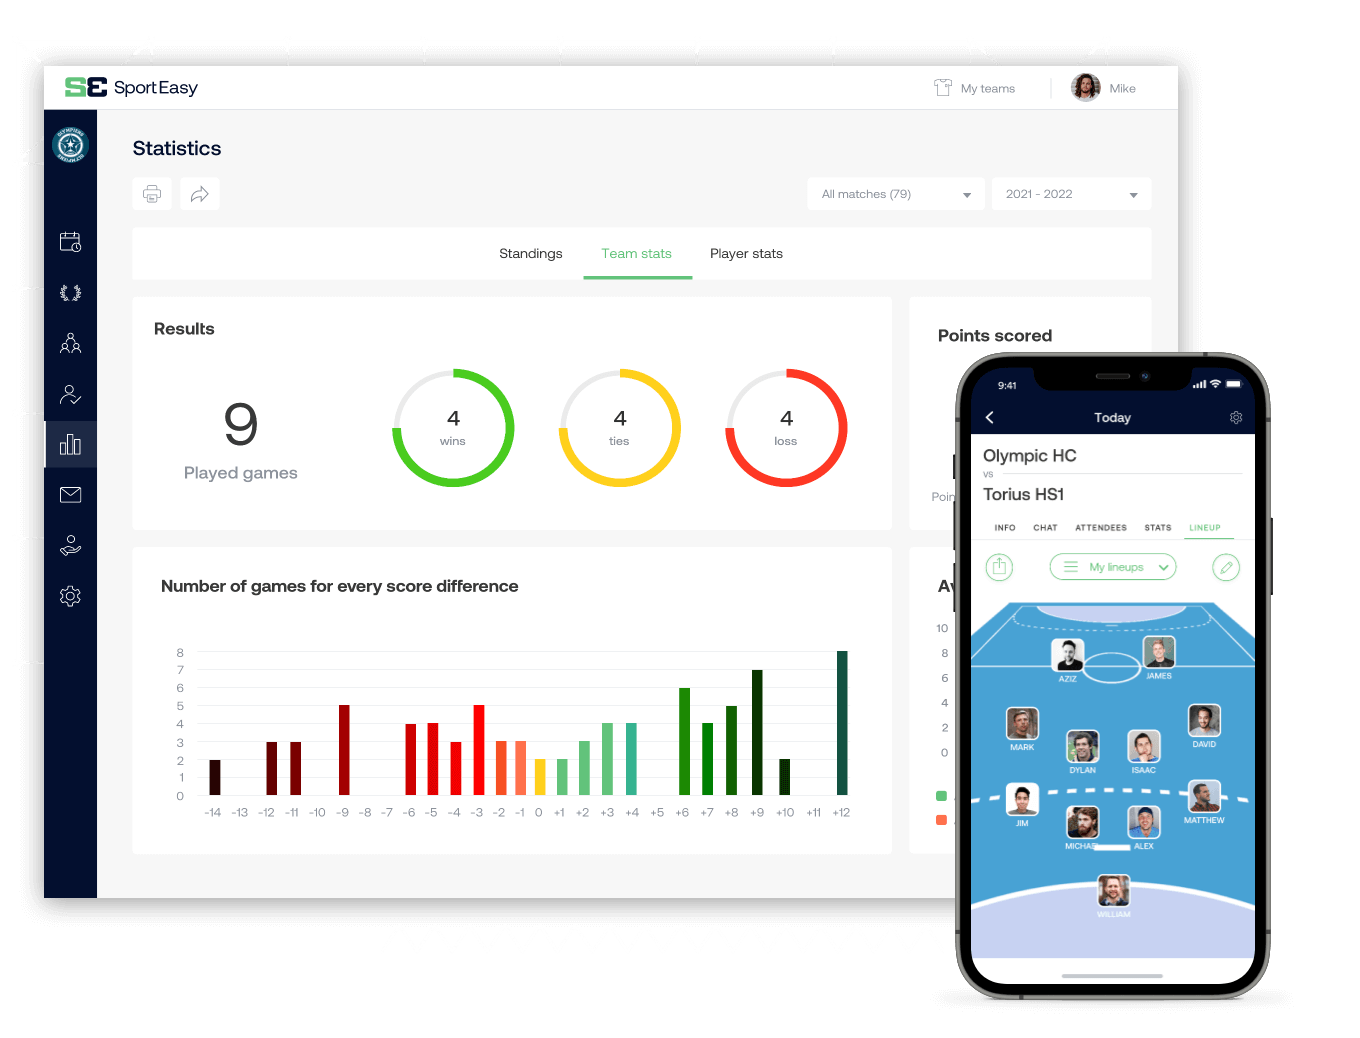 SE SportEasy
My teams
Mike
OLYMPIENS
Statistics
All matches (79)
2021 - 2022
Standings
Team stats
Player stats
Results
9
Played games
4
wins
4
ties
4
loss
Points scored
Number of games for every score difference
8
7
6
5
4
3
2
1
0
-14 -13 -12 -11 -10 -9 -8 -7 -6 -5 -4 -3 -2 -1 0 +1 +2 +3 +4 +5 +6 +7 +8 +9 +10 +11 +12
10
8
6
4
2
0
9:41
Today
Olympic HC
vs
Torius HS1
INFO CHAT ATTENDEES STATS LINEUP
My lineups
AZIZ
JAMES
MARK
DAVID
DYLAN
ISAAC
JIM
MATTHEW
MICHAE
ALEX
WILLIAM